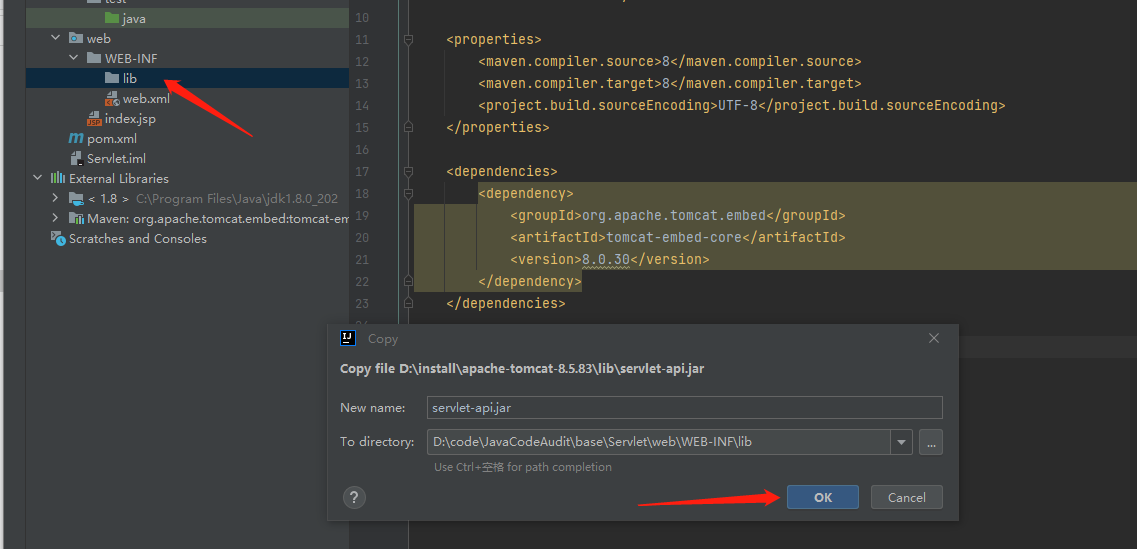 test
java
web
WEB-INF
lib
web.xml
index.jsp
pom.xml
Servlet.iml
External Libraries
< 1.8 > C:\Program Files\Java\jdk1.8.0_202
Maven: org.apache.tomcat.embed:tomcat-em
Scratches and Consoles
10
11 <properties>
12 <maven.compiler.source>8</maven.compiler.source>
13 <maven.compiler.target>8</maven.compiler.target>
14 <project.build.sourceEncoding>UTF-8</project.build.sourceEncoding>
15 </properties>
16
17 <dependencies>
18 <dependency>
19 <groupId>org.apache.tomcat.embed</groupId>
20 <artifactId>tomcat-embed-core</artifactId>
21 <version>8.0.30</version>
22 </dependency>
23 </dependencies>
Copy
Copy file D:\install\apache-tomcat-8.5.83\lib\servlet-api.jar
New name: servlet-api.jar
To directory: D:\code\JavaCodeAudit\base\Servlet\web\WEB-INF\lib ...
Use Ctrl+空格 for path completion
? OK Cancel